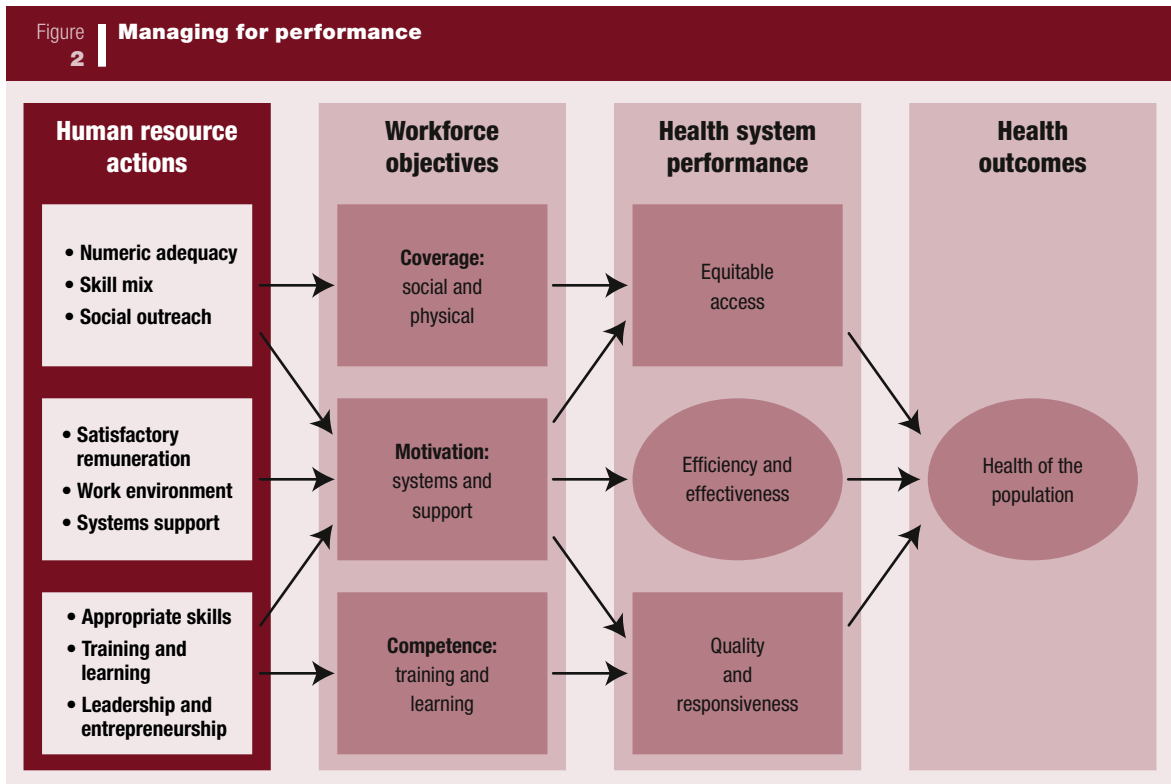 Figure
2
Managing for performance
Human resource
actions
• Numeric adequacy
• Skill mix
• Social outreach
• Satisfactory
remuneration
• Work environment
• Systems support
• Appropriate skills
• Training and
learning
• Leadership and
entrepreneurship
Workforce
objectives
Coverage:
social and
physical
Motivation:
systems and
support
Competence:
training and
learning
Health system
performance
Equitable
access
Efficiency and
effectiveness
Quality
and
responsiveness
Health
outcomes
Health of the
population